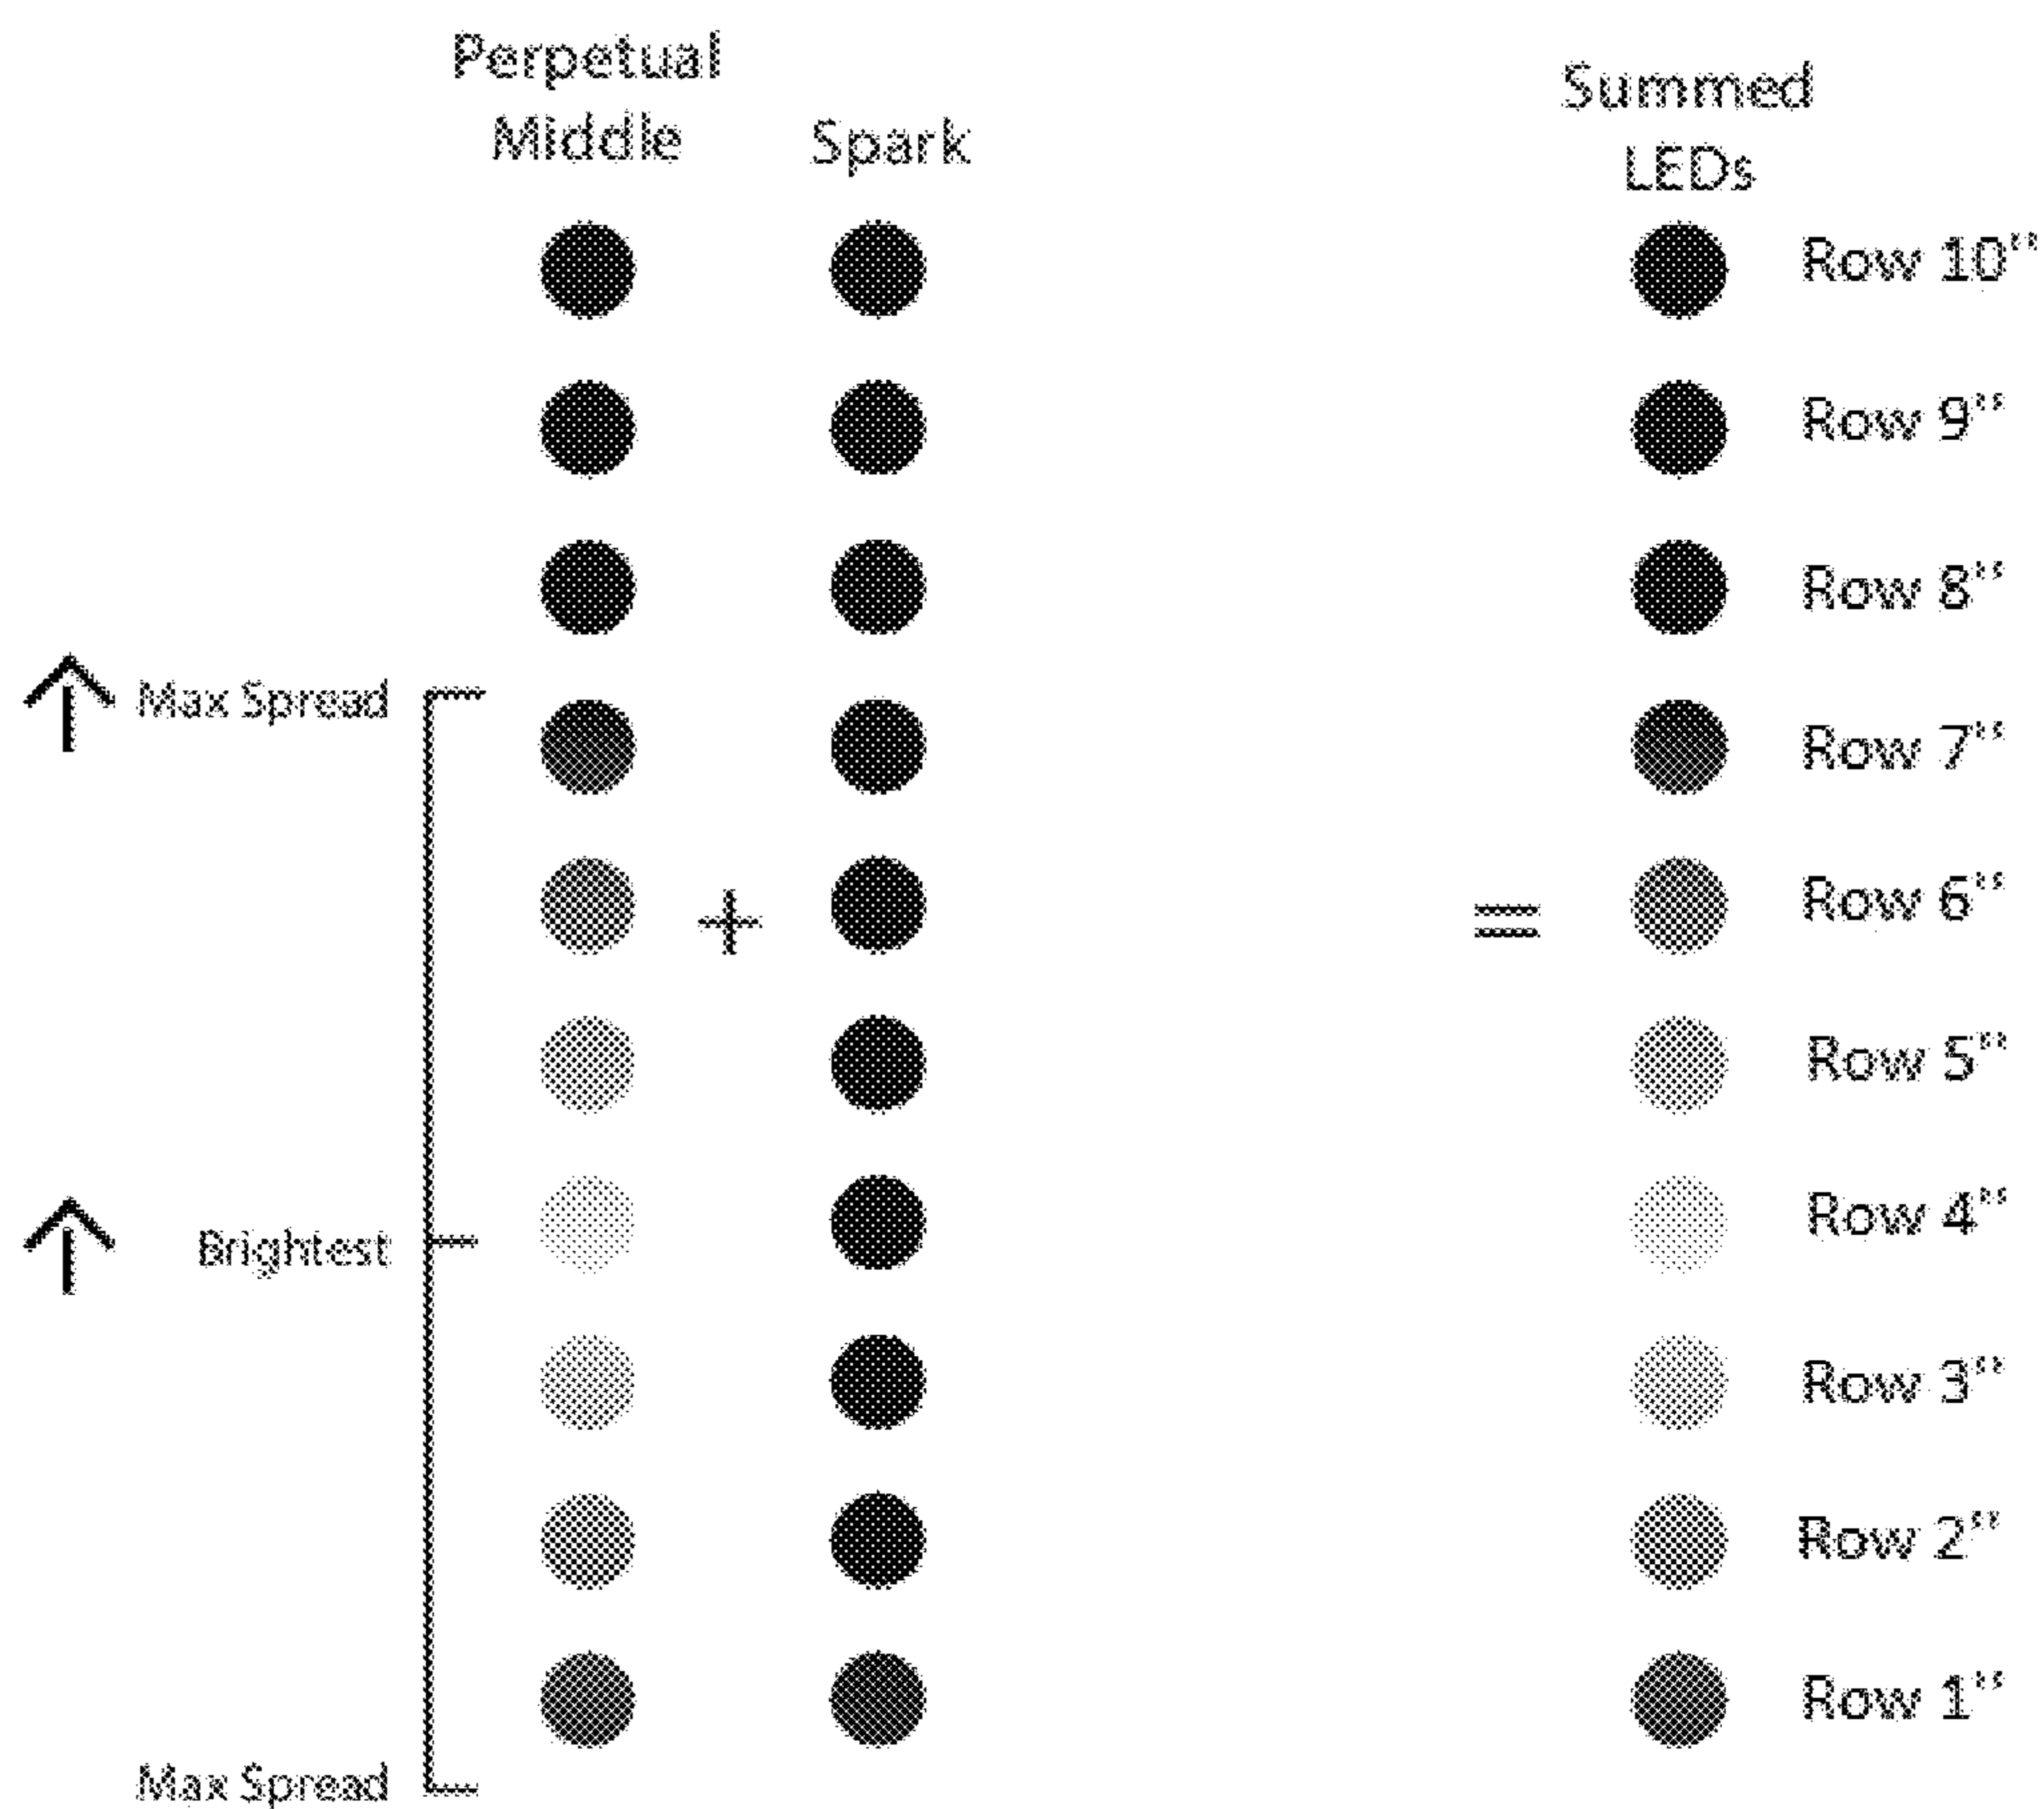 Perpetual
Middle
Spark
Summed
LEDs
Row 10"
Row 9"
Row 8"
Max Spread
Row 7"
+
=
Row 6"
Row 5"
Brightest
Row 4"
Row 3"
Row 2"
Row 1"
Max Spread